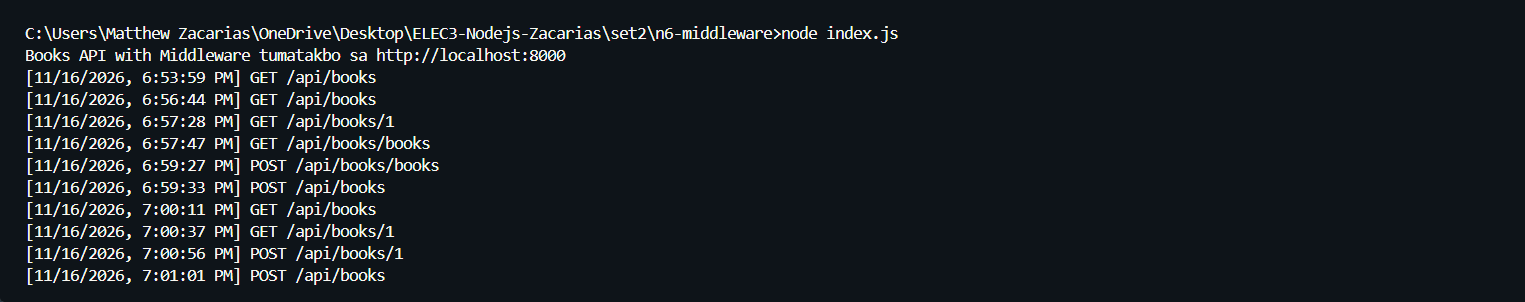 C:\Users\Matthew Zacarias\OneDrive\Desktop\ELEC3-Nodejs-Zacarias\set2\n6-middleware>node index.js
Books API with Middleware tumatakbo sa http://localhost:8000
[11/16/2026, 6:53:59 PM] GET /api/books
[11/16/2026, 6:56:44 PM] GET /api/books
[11/16/2026, 6:57:28 PM] GET /api/books/1
[11/16/2026, 6:57:47 PM] GET /api/books/books
[11/16/2026, 6:59:27 PM] POST /api/books/books
[11/16/2026, 6:59:33 PM] POST /api/books
[11/16/2026, 7:00:11 PM] GET /api/books
[11/16/2026, 7:00:37 PM] GET /api/books/1
[11/16/2026, 7:00:56 PM] POST /api/books/1
[11/16/2026, 7:01:01 PM] POST /api/books